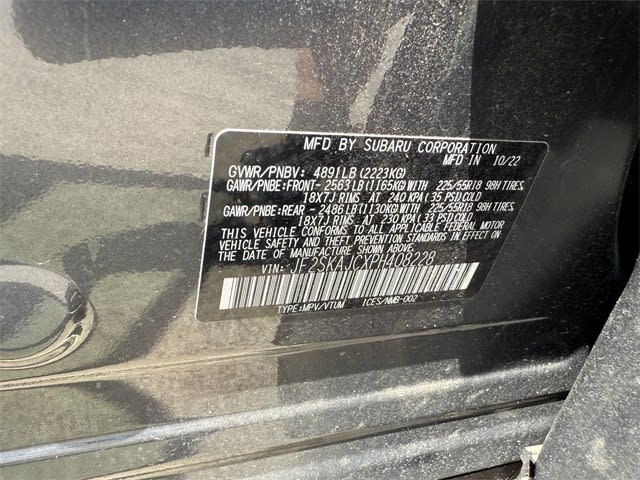 MFD BY SUBARU CORPORATION
MFD IN 10/22
GVWR/PNBV: 4891LB(2223KG)
GAWR/PNBE:FRONT- 2563LB(1165KG)WITH 225/55R18 98H TIRES,
18X7J RIMS AT 240 KPA(35 PSI)COLD
GAWR/PNBE:REAR - 2486LB(1130KG)WITH 225/55R18 98H TIRES,
18X7J RIMS AT 230 KPA(33 PSI)COLD
THIS VEHICLE CONFORMS TO ALL APPLICABLE FEDERAL MOTOR
VEHICLE SAFETY AND THEFT PREVENTION STANDARDS IN EFFECT
ON THE DATE OF MANUFACTURE SHOWN ABOVE.
VIN: JF2SKAJCXPH408228
TYPE:MPV/VTUM ICES/NMB-002